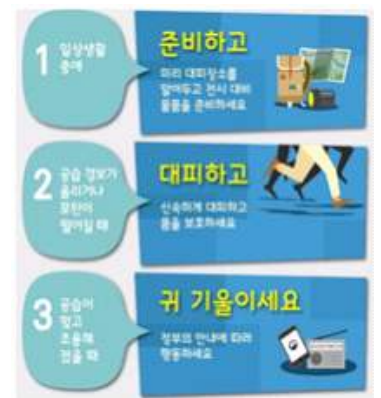 1
일상생활
중에
준비하고
미리 대피장소를
알아두고 전시 대비
물품을 준비하세요
2
공습 경보가
울리거나
포탄이
떨어질 때
대피하고
신속하게 대피하고
몸을 보호하세요
3
공습이
멎고
조용해
졌을 때
귀 기울이세요
정부의 안내에 따라
행동하세요